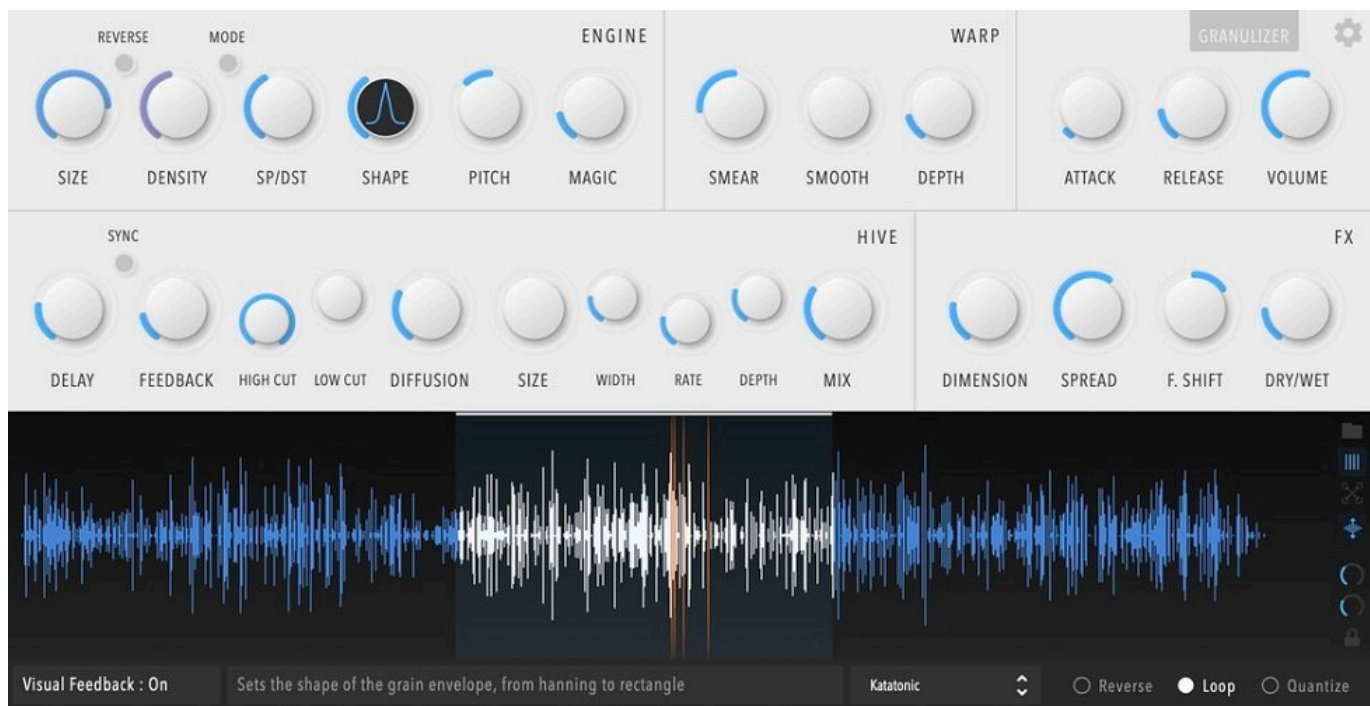 REVERSE MODE ENGINE WARP GRANULIZER
SIZE DENSITY SP/DST SHAPE PITCH MAGIC SMEAR SMOOTH DEPTH ATTACK RELEASE VOLUME
SYNC HIVE FX
DELAY FEEDBACK HIGH CUT LOW CUT DIFFUSION SIZE WIDTH RATE DEPTH MIX DIMENSION SPREAD F. SHIFT DRY/WET
Visual Feedback : On Sets the shape of the grain envelope, from hanning to rectangle Katatonic Reverse Loop Quantize